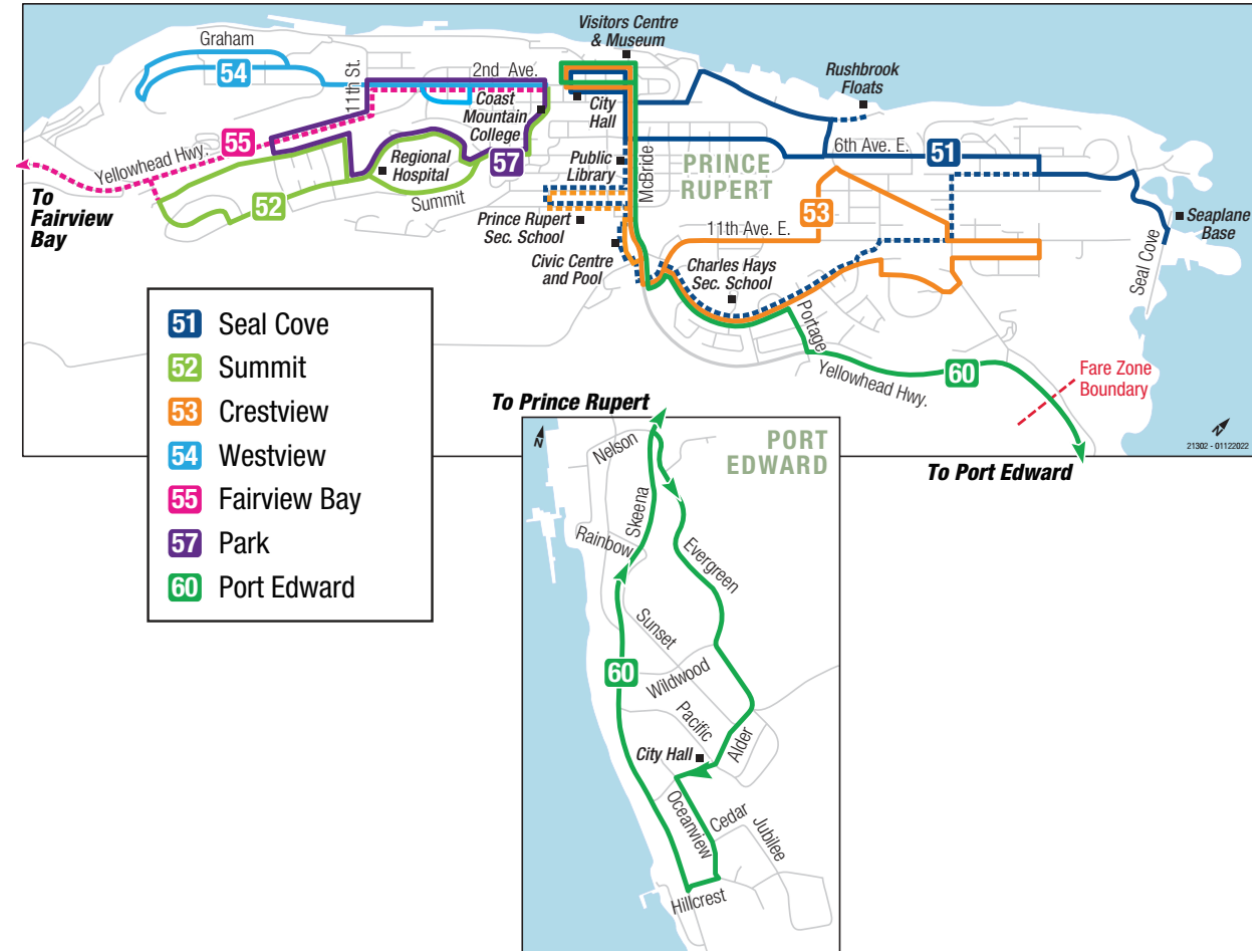 Visitors Centre
& Museum
Graham
54
11th St.
2nd Ave.
Coast
Mountain
College
City
Hall
Rushbrook
Floats
55
Yellowhead Hwy.
To
Fairview
Bay
57
Regional
Hospital
Summit
52
Public
Library
McBride
PRINCE
RUPERT
6th Ave. E.
51
53
11th Ave. E.
Prince Rupert
Sec. School
Civic Centre
and Pool
Charles Hays
Sec. School
Seaplane
Base
Seal Cove
Portage
Yellowhead Hwy.
60
Fare Zone
Boundary
N
21302 - 01122022
To Port Edward
51 Seal Cove
52 Summit
53 Crestview
54 Westview
55 Fairview Bay
57 Park
60 Port Edward
To Prince Rupert
N
PORT
EDWARD
Nelson
Skeena
Rainbow
Evergreen
Sunset
60
Wildwood
Pacific
City Hall
Alder
Oceanview
Cedar
Jubilee
Hillcrest